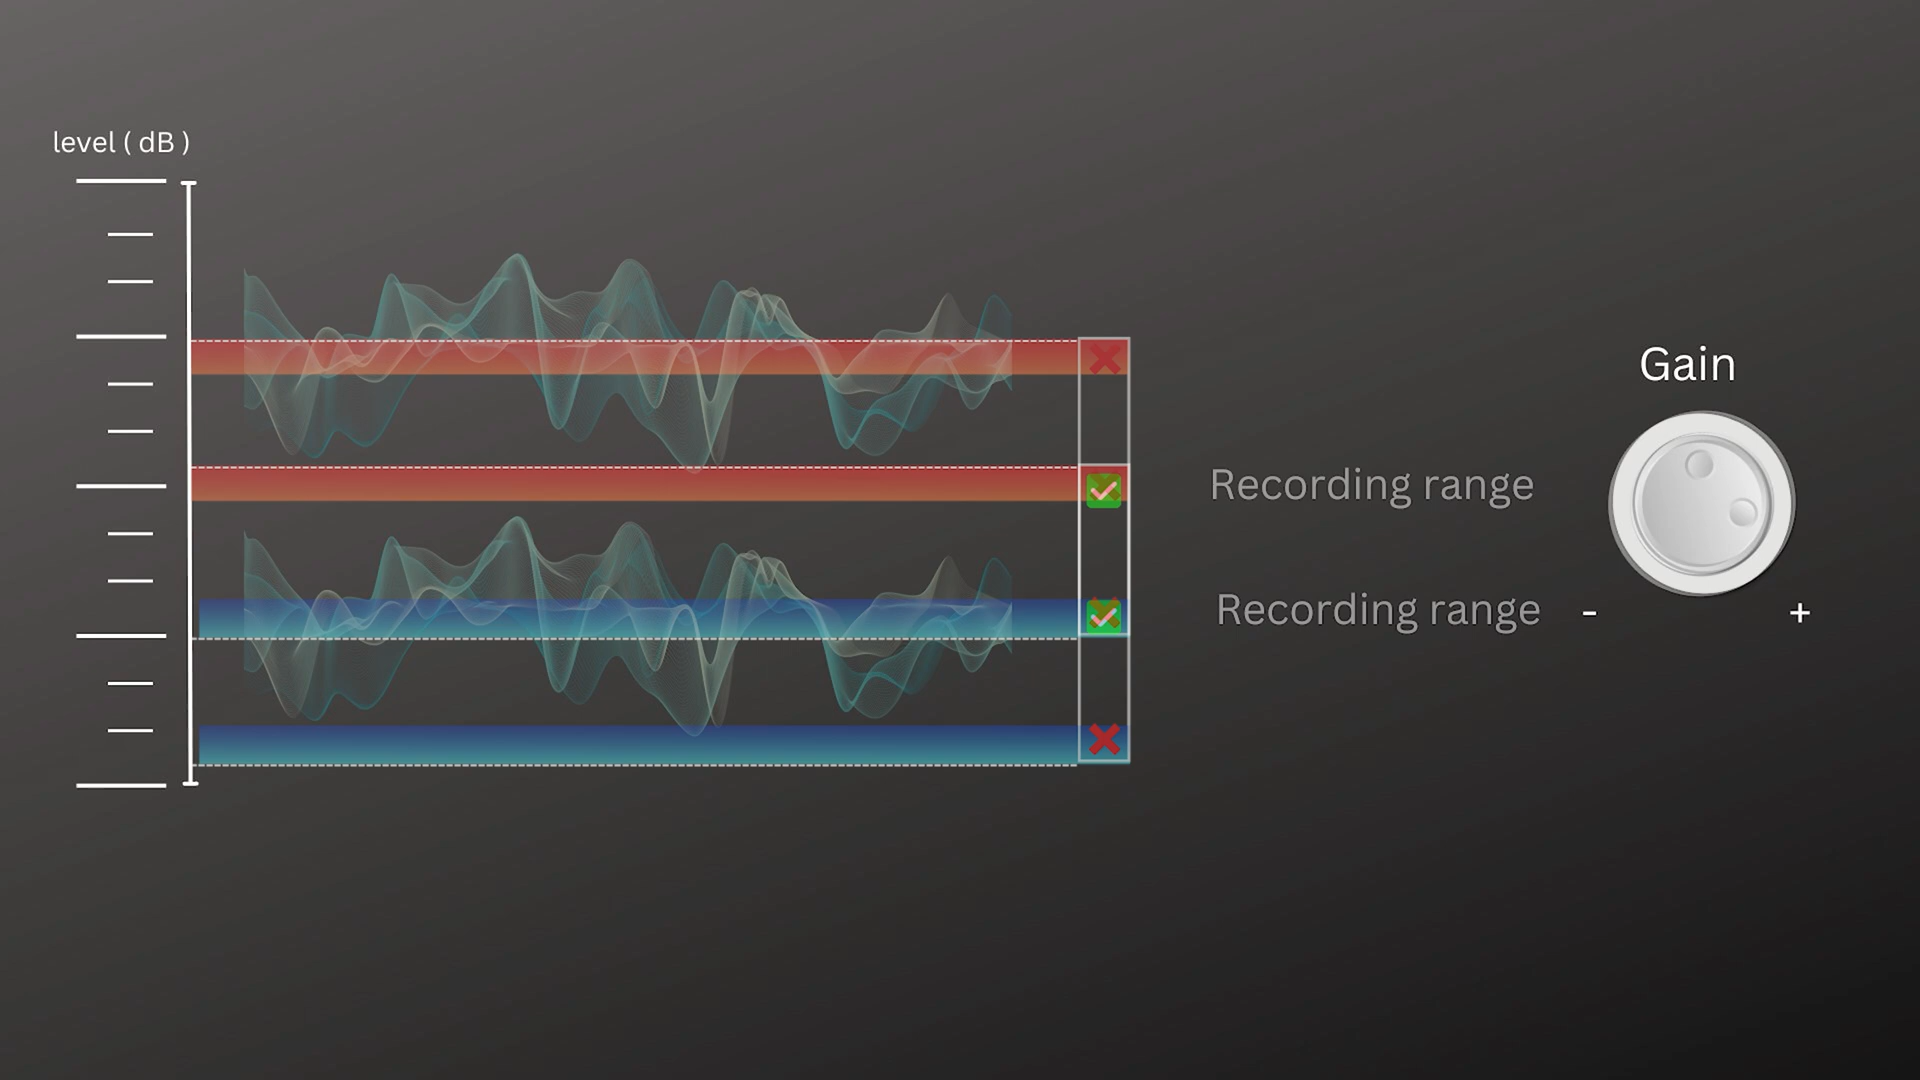 level ( dB )
Gain
Recording range
Recording range
- +